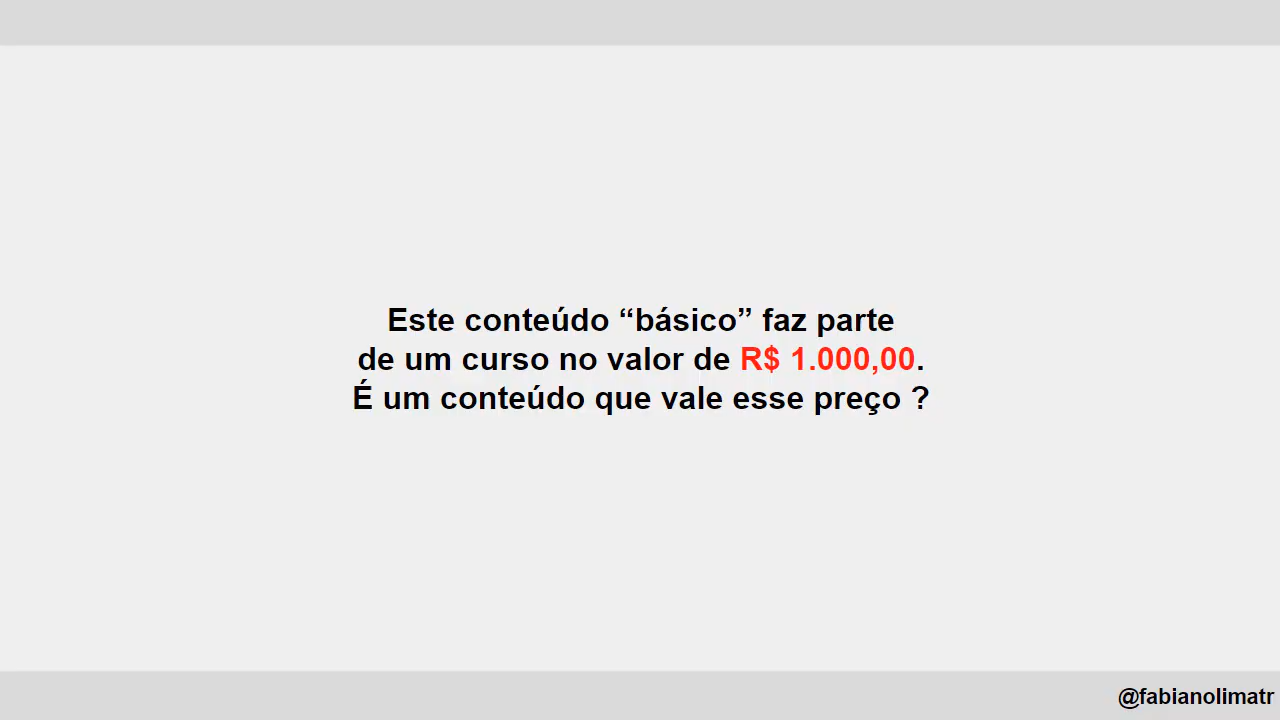 Este conteúdo “básico” faz parte
de um curso no valor de R$ 1.000,00.
É um conteúdo que vale esse preço ?
@fabianolimatr